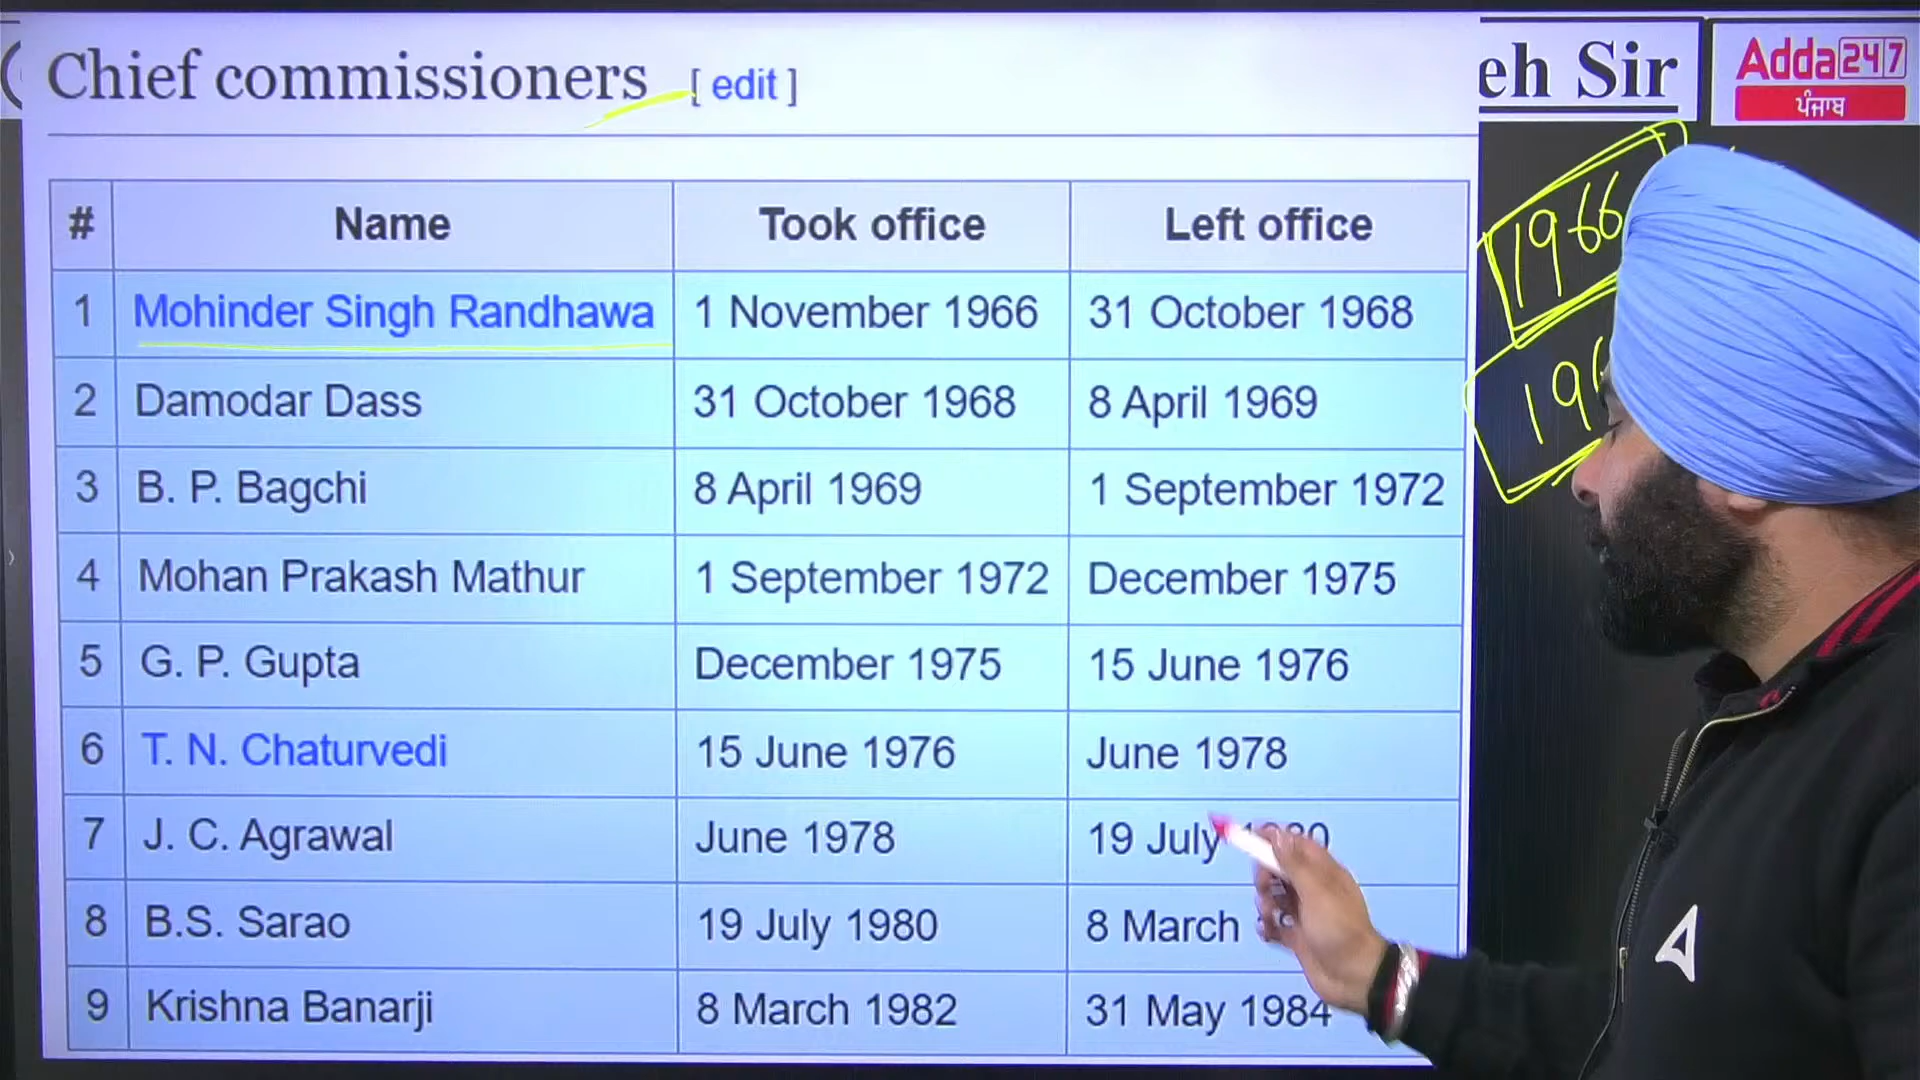 Chief commissioners [ edit ]
eh Sir
Adda247
ਪੰਜਾਬ
# Name Took office Left office
1 Mohinder Singh Randhawa 1 November 1966 31 October 1968
2 Damodar Dass 31 October 1968 8 April 1969
3 B. P. Bagchi 8 April 1969 1 September 1972
4 Mohan Prakash Mathur 1 September 1972 December 1975
5 G. P. Gupta December 1975 15 June 1976
6 T. N. Chaturvedi 15 June 1976 June 1978
7 J. C. Agrawal June 1978 19 July
8 B.S. Sarao 19 July 1980 8 March
9 Krishna Banarji 8 March 1982 31 May 1984
1966